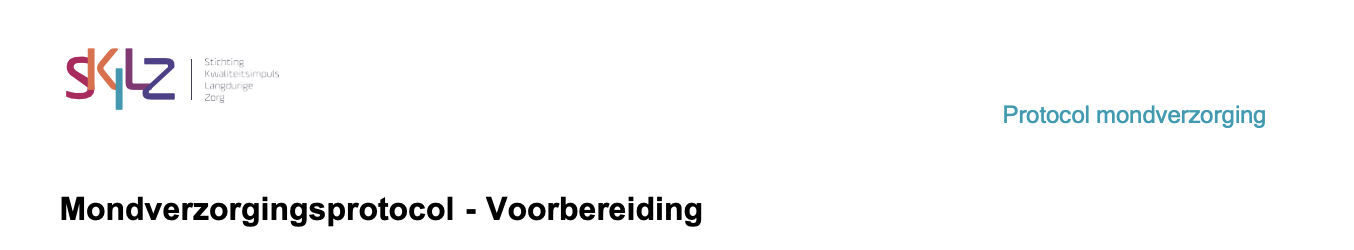 SKILZ
Stichting
Kwaliteitsimpuls
Langdurige
Zorg
Protocol mondverzorging
Mondverzorgingsprotocol - Voorbereiding